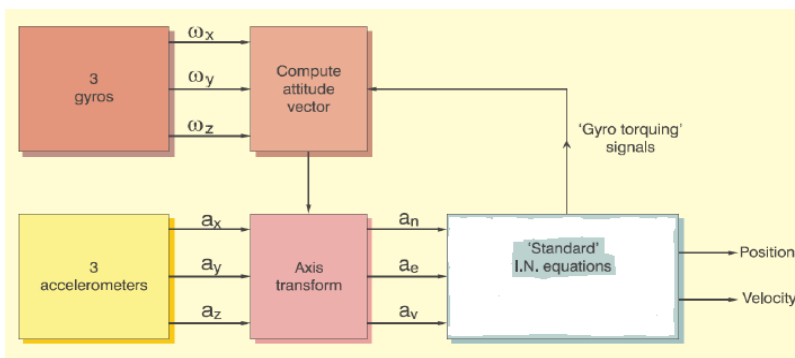 3
gyros
ωx
ωy
ωz
Compute
attitude
vector
'Gyro torquing'
signals
3
accelerometers
ax
ay
az
Axis
transform
an
ae
av
'Standard'
I.N. equations
Position
Velocity